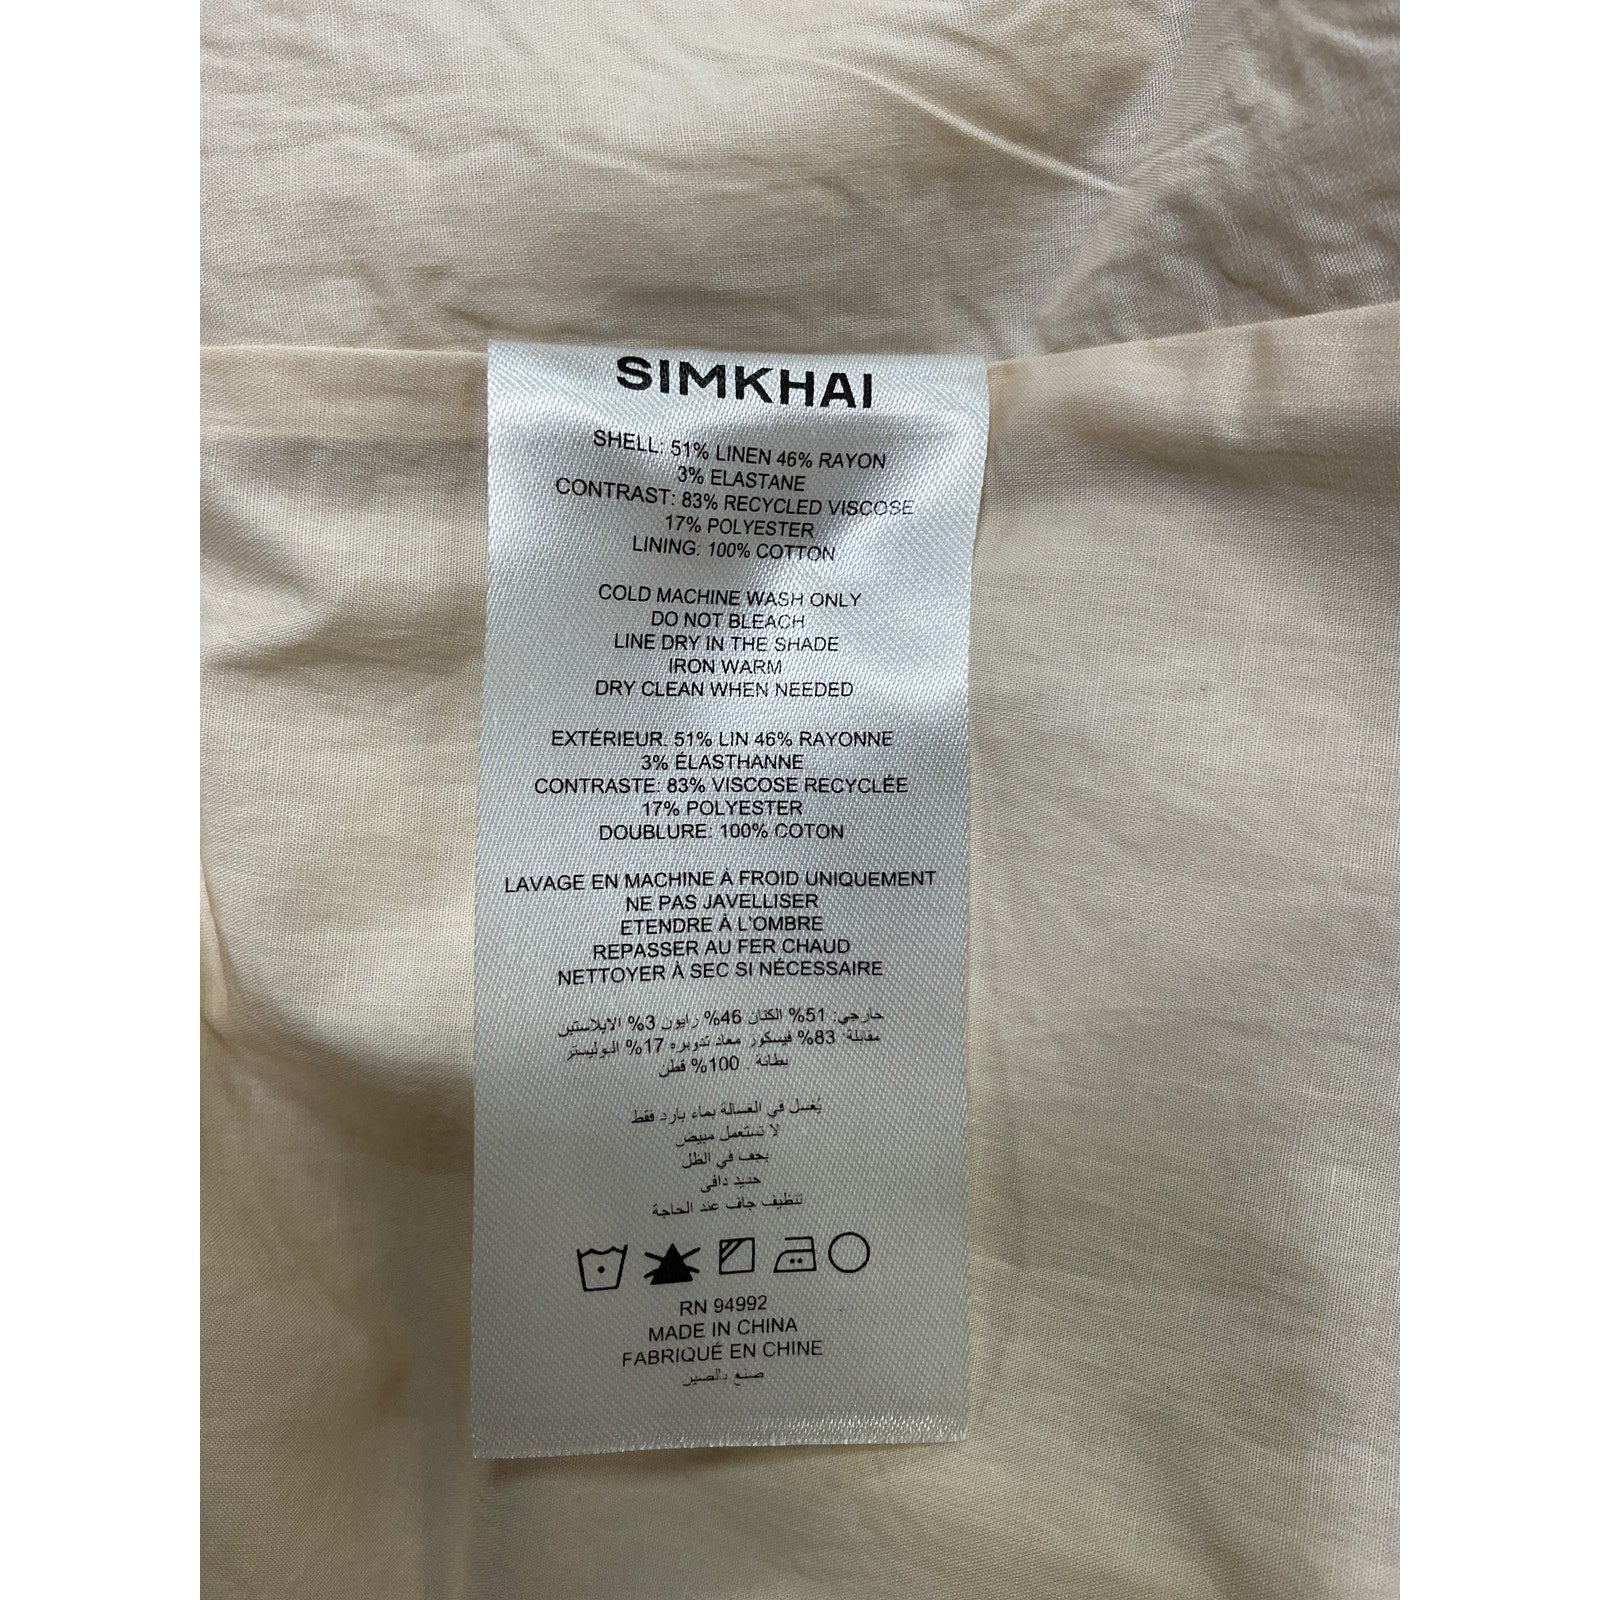 SIMKHAI
SHELL: 51% LINEN 46% RAYON
3% ELASTANE
CONTRAST: 83% RECYCLED VISCOSE
17% POLYESTER
LINING: 100% COTTON
COLD MACHINE WASH ONLY
DO NOT BLEACH
LINE DRY IN THE SHADE
IRON WARM
DRY CLEAN WHEN NEEDED
EXTÉRIEUR: 51% LIN 46% RAYONNE
3% ÉLASTHANNE
CONTRASTE: 83% VISCOSE RECYCLÉE
17% POLYESTER
DOUBLURE: 100% COTON
LAVAGE EN MACHINE À FROID UNIQUEMENT
NE PAS JAVELLISER
ETENDRE À L'OMBRE
REPASSER AU FER CHAUD
NETTOYER À SEC SI NÉCESSAIRE
خارجي: 51% الكتان 46% رايون 3% الايلاستين
مقابلة: 83% فيسكوز معاد تدويره 17% البوليستر
بطانة: 100% قطن
يُغسل في الغسالة بماء بارد فقط
لا تستعمل مبيض
يجف في الظل
حديد دافى
تنظيف جاف عند الحاجة
RN 94992
MADE IN CHINA
FABRIQUÉ EN CHINE
صنع بالصين